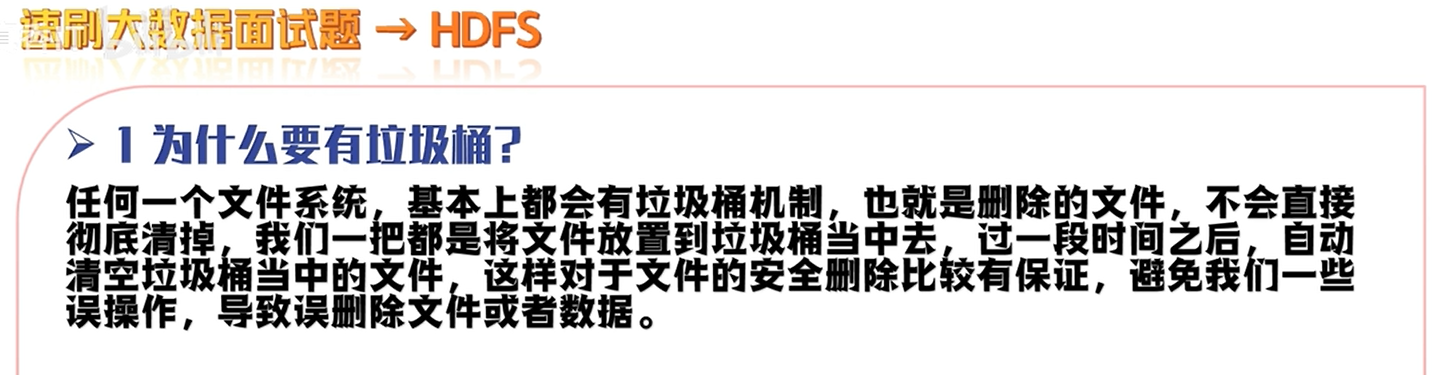 速刷大数据面试题 → HDFS
➢ 1 为什么要有垃圾桶?
任何一个文件系统，基本上都会有垃圾桶机制，也就是删除的文件，不会直接
彻底清掉，我们一把都是将文件放置到垃圾桶当中去，过一段时间之后，自动
清空垃圾桶当中的文件，这样对于文件的安全删除比较有保证，避免我们一些
误操作，导致误删除文件或者数据。